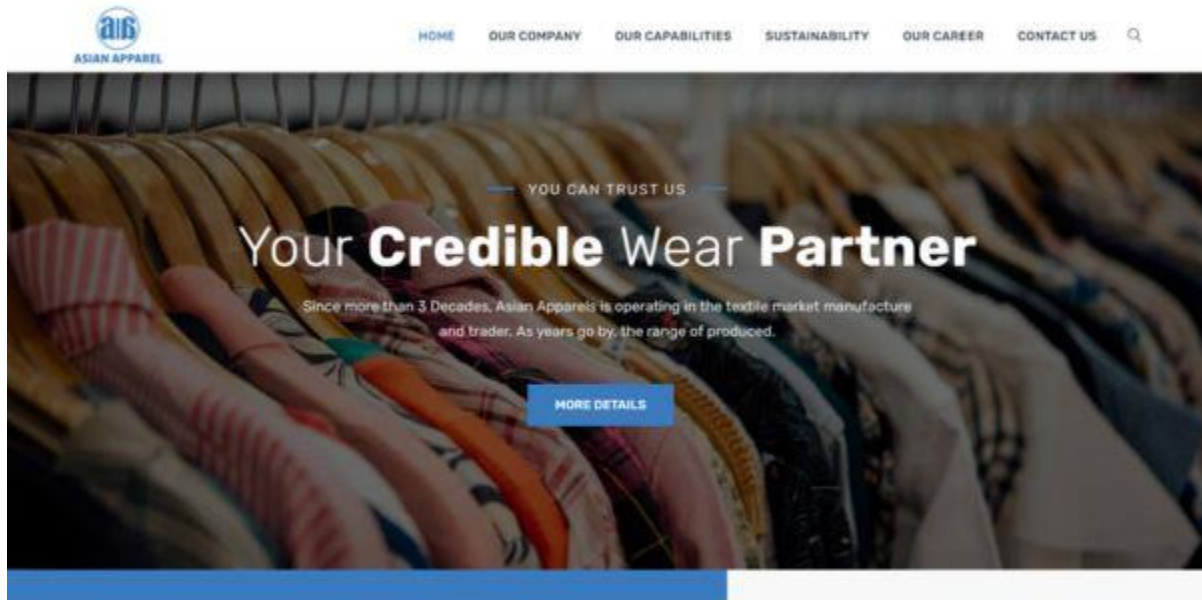 aa
ASIAN APPAREL
HOME OUR COMPANY OUR CAPABILITIES SUSTAINABILITY OUR CAREER CONTACT US
YOU CAN TRUST US
Your Credible Wear Partner
Since more than 3 Decades, Asian Apparels is operating in the textile market manufacture
and trader. As years go by, the range of produced.
MORE DETAILS